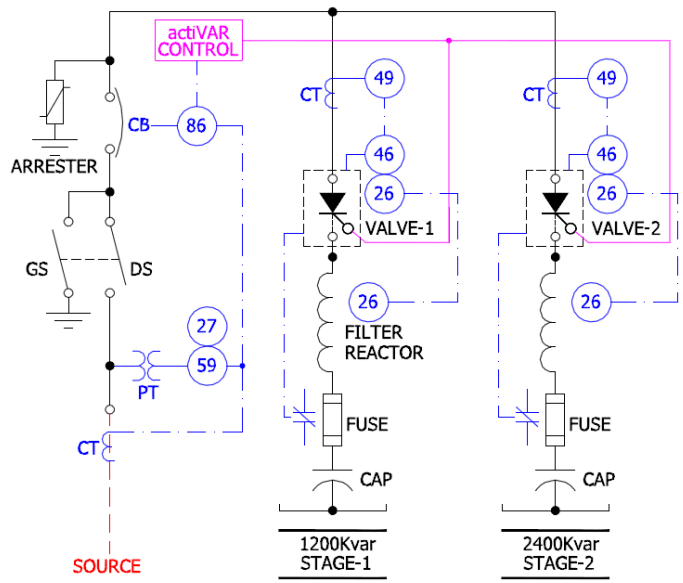 actiVAR
CONTROL
CT
49
CT
49
CB
86
ARRESTER
46
46
26
26
VALVE-1
VALVE-2
GS
DS
26
26
27
FILTER
REACTOR
59
PT
FUSE
FUSE
CT
CAP
CAP
1200Kvar
STAGE-1
2400Kvar
STAGE-2
SOURCE